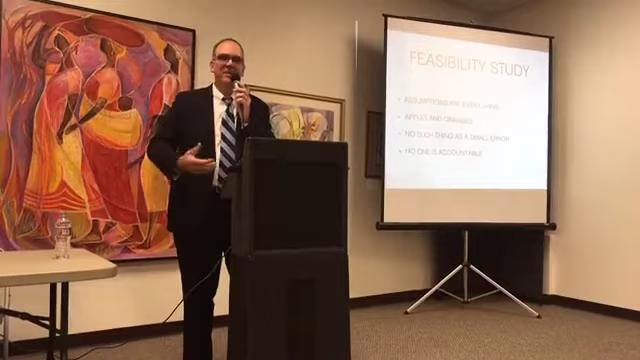 FEASIBILITY STUDY
• ASSUMPTIONS ARE EVERYTHING
• APPLES AND ORANGES
• NO SUCH THING AS A SMALL ERROR
• NO ONE IS ACCOUNTABLE